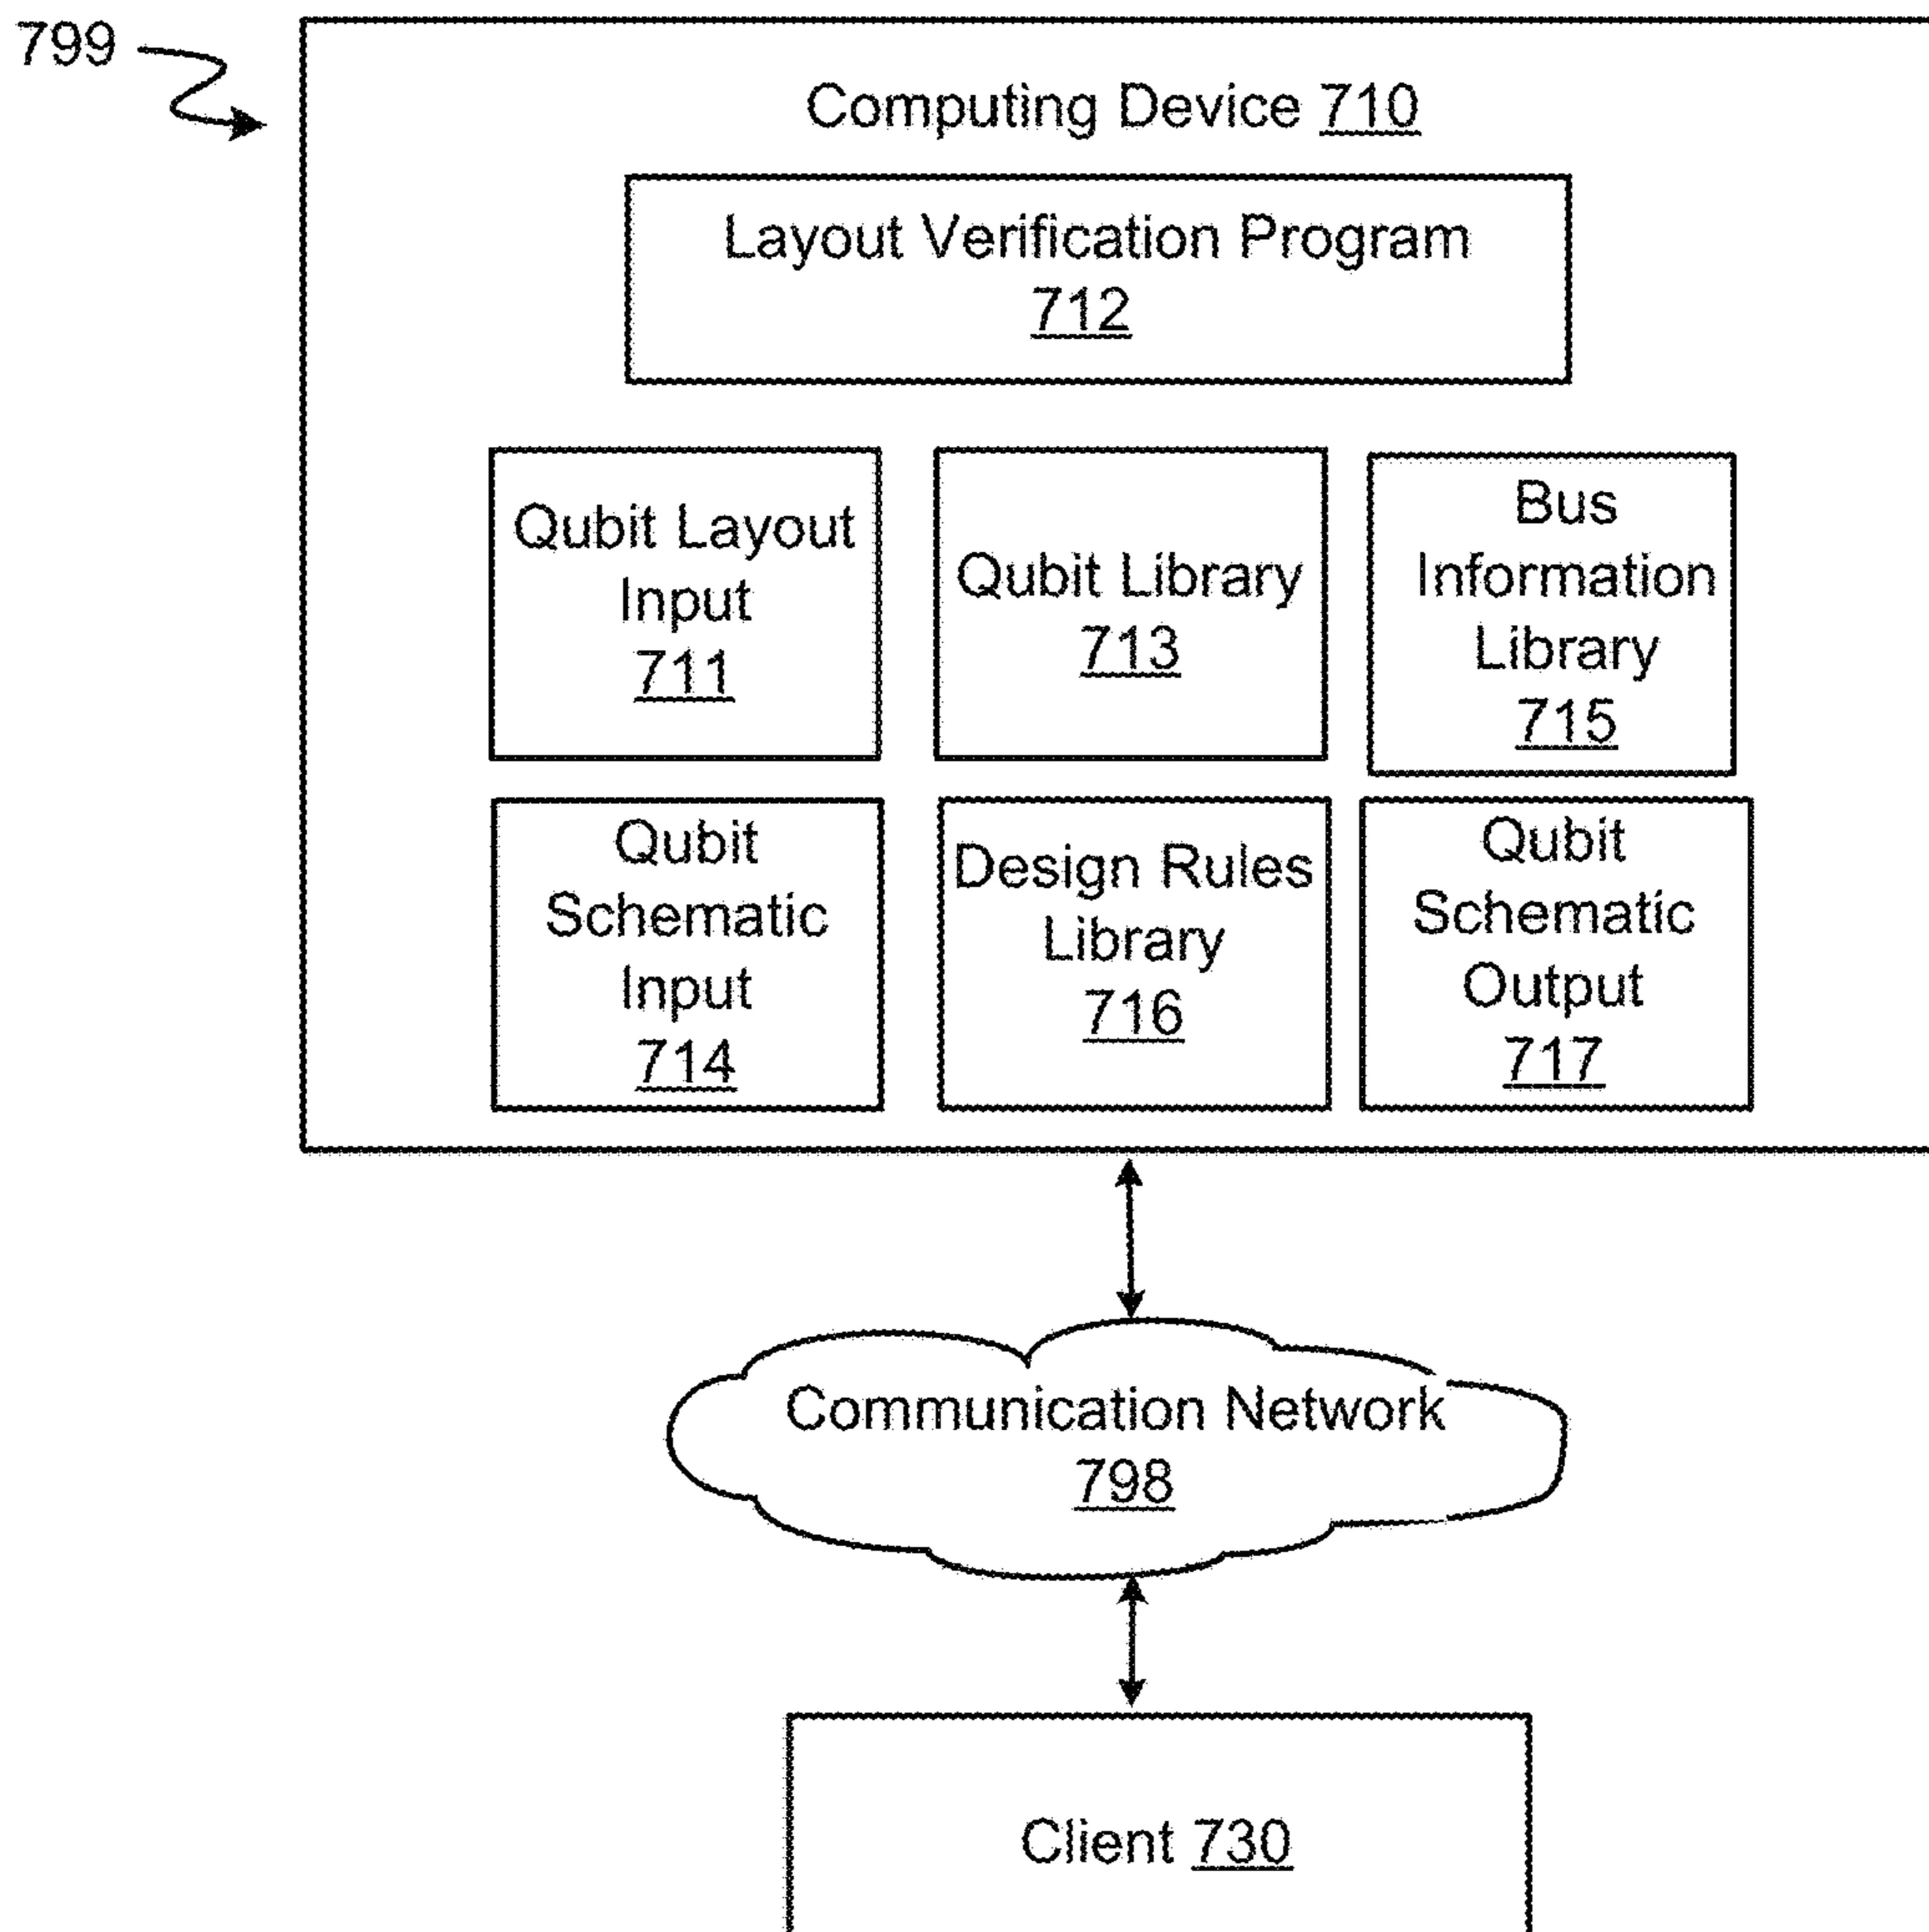 799
Computing Device 710
Layout Verification Program
712
Qubit Layout
Input
711
Qubit Library
713
Bus
Information
Library
715
Qubit
Schematic
Input
714
Design Rules
Library
716
Qubit
Schematic
Output
717
Communication Network
798
Client 730